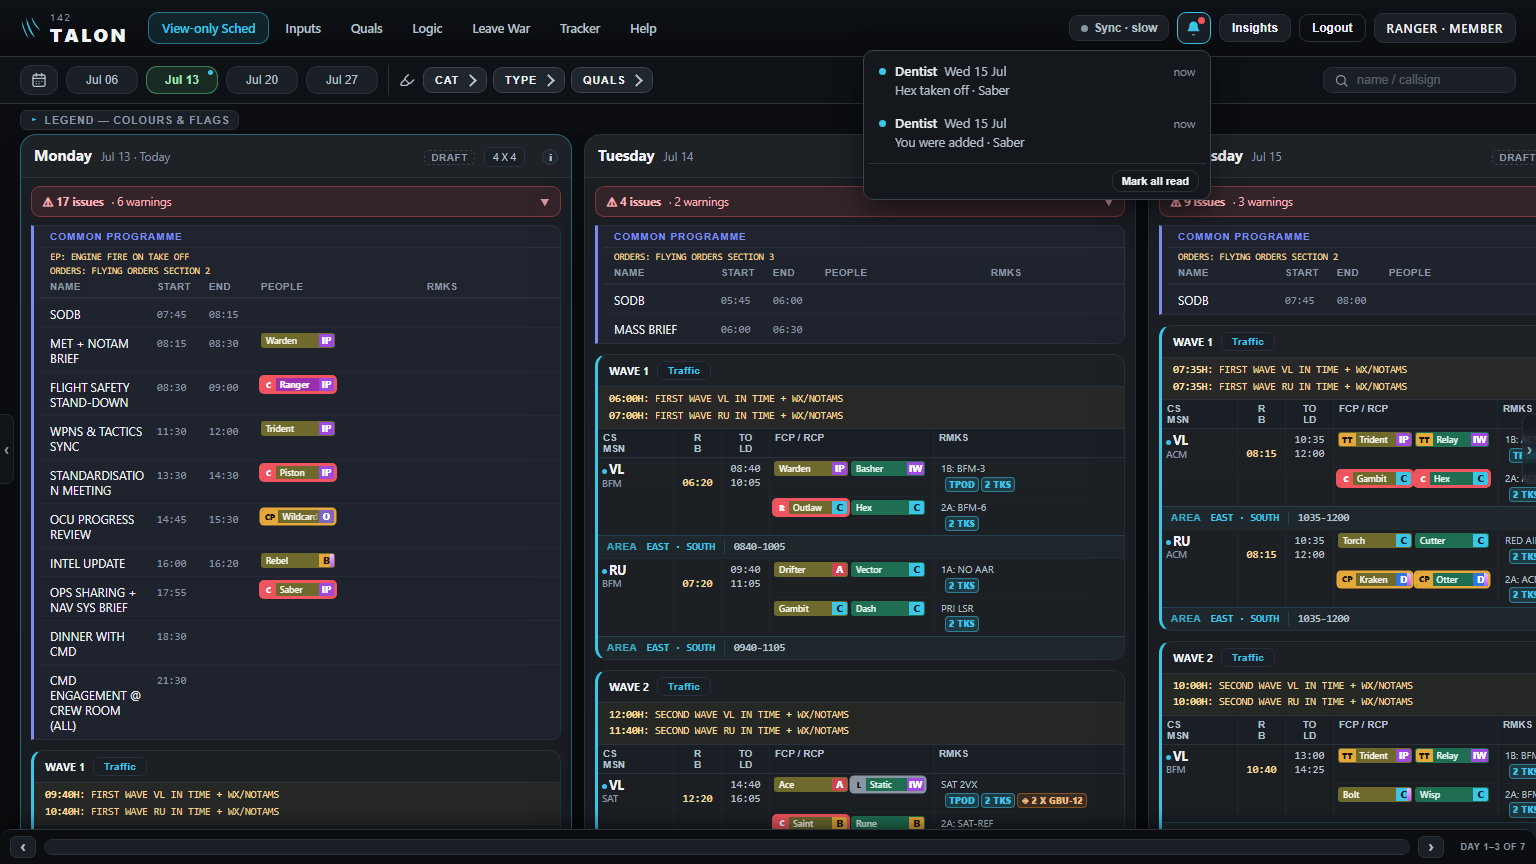 142
TALON
View-only Sched
Inputs
Quals
Logic
Leave War
Tracker
Help
Sync · slow
Insights
Logout
RANGER · MEMBER
Jul 06
Jul 13
Jul 20
Jul 27
CAT
TYPE
QUALS
name / callsign
Dentist Wed 15 Jul now
Hex taken off · Saber
Dentist Wed 15 Jul now
You were added · Saber
Mark all read
LEGEND — COLOURS & FLAGS
Monday Jul 13 · Today DRAFT 4X4 i
17 issues · 6 warnings
COMMON PROGRAMME
EP: ENGINE FIRE ON TAKE OFF
ORDERS: FLYING ORDERS SECTION 2
NAME START END PEOPLE RMKS
SODB 07:45 08:15
MET + NOTAM BRIEF 08:15 08:30 Warden IP
FLIGHT SAFETY STAND-DOWN 08:30 09:00 C Ranger IP
WPNS & TACTICS SYNC 11:30 12:00 Trident IP
STANDARDISATIO
N MEETING 13:30 14:30 C Piston IP
OCU PROGRESS REVIEW 14:45 15:30 CP Wildcard O
INTEL UPDATE 16:00 16:20 Rebel B
OPS SHARING + NAV SYS BRIEF 17:55 C Saber IP
DINNER WITH CMD 18:30
CMD ENGAGEMENT @ CREW ROOM (ALL) 21:30
WAVE 1 Traffic
09:40H: FIRST WAVE VL IN TIME + WX/NOTAMS
10:40H: FIRST WAVE RU IN TIME + WX/NOTAMS
Tuesday Jul 14
4 issues · 2 warnings
COMMON PROGRAMME
ORDERS: FLYING ORDERS SECTION 3
NAME START END PEOPLE RMKS
SODB 05:45 06:00
MASS BRIEF 06:00 06:30
WAVE 1 Traffic
06:00H: FIRST WAVE VL IN TIME + WX/NOTAMS
07:00H: FIRST WAVE RU IN TIME + WX/NOTAMS
CS R TO FCP / RCP RMKS
MSN B LD
VL 08:40 Warden IP Basher IW 1B: BFM-3
BFM 06:20 10:05 TPOD 2 TKS
R Outlaw C Hex C 2A: BFM-6
2 TKS
AREA EAST · SOUTH 0840-1005
RU 09:40 Drifter A Vector C 1A: NO AAR
BFM 07:20 11:05 2 TKS
Gambit C Dash C PRI LSR
2 TKS
AREA EAST · SOUTH 0940-1105
WAVE 2 Traffic
12:00H: SECOND WAVE VL IN TIME + WX/NOTAMS
11:40H: SECOND WAVE RU IN TIME + WX/NOTAMS
CS R TO FCP / RCP RMKS
MSN B LD
VL 14:40 Ace A L Static IW SAT 2VX
SAT 12:20 16:05 TPOD 2 TKS 2 X GBU-12
C Saint B Rune B 2A: SAT-REF
sday Jul 15 DRAFT
9 issues · 3 warnings
COMMON PROGRAMME
ORDERS: FLYING ORDERS SECTION 2
NAME START END PEOPLE
SODB 07:45 08:00
WAVE 1 Traffic
07:35H: FIRST WAVE VL IN TIME + WX/NOTAMS
07:35H: FIRST WAVE RU IN TIME + WX/NOTAMS
CS R TO FCP / RCP RMKS
MSN B LD
VL 10:35 TT Trident IP TT Relay IW 1B:
ACM 08:15 12:00
C Gambit C C Hex C 2A:
2 TKS
AREA EAST · SOUTH 1035-1200
RU 10:35 Torch C Cutter C RED AI
ACM 08:15 12:00 2 TKS
CP Kraken D CP Otter D 2A: ACM
2 TKS
AREA EAST · SOUTH 1035-1200
WAVE 2 Traffic
10:00H: SECOND WAVE VL IN TIME + WX/NOTAMS
10:00H: SECOND WAVE RU IN TIME + WX/NOTAMS
CS R TO FCP / RCP RMKS
MSN B LD
VL 13:00 TT Trident IP TT Relay IW 1B: BFM
BFM 10:40 14:25 2 TKS
Bolt C Wisp C 2A: BFM
2 TKS
DAY 1–3 OF 7